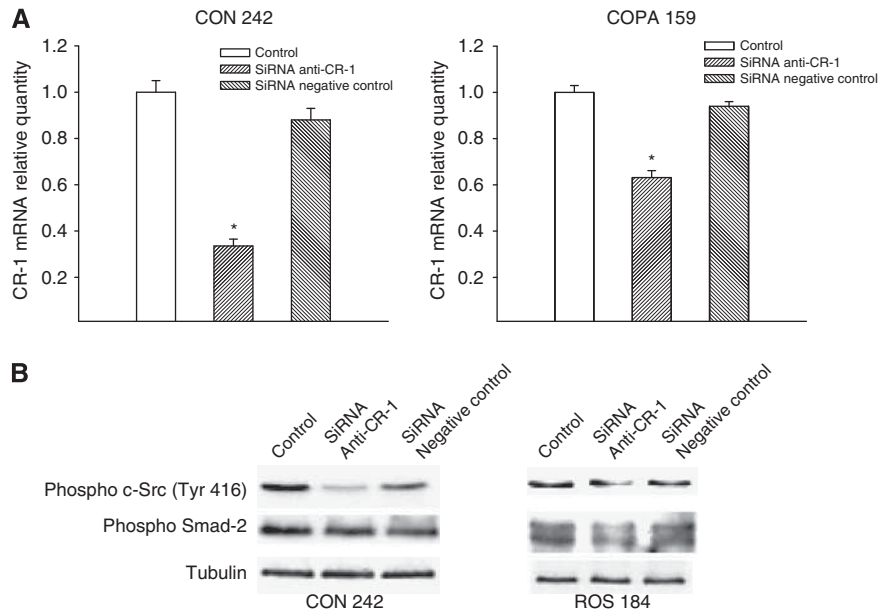 A
CON 242
CR-1 mRNA relative quantity
1.2
1.0
0.8
0.6
0.4
0.2
Control
SiRNA anti-CR-1
SiRNA negative control
*
COPA 159
CR-1 mRNA relative quantity
1.2
1.0
0.8
0.6
0.4
0.2
Control
SiRNA anti-CR-1
SiRNA negative control
*
B
Control
SiRNA
Anti-CR-1
SiRNA
Negative control
Control
SiRNA
Anti-CR-1
SiRNA
Negative control
Phospho c-Src (Tyr 416)
Phospho Smad-2
Tubulin
CON 242
ROS 184